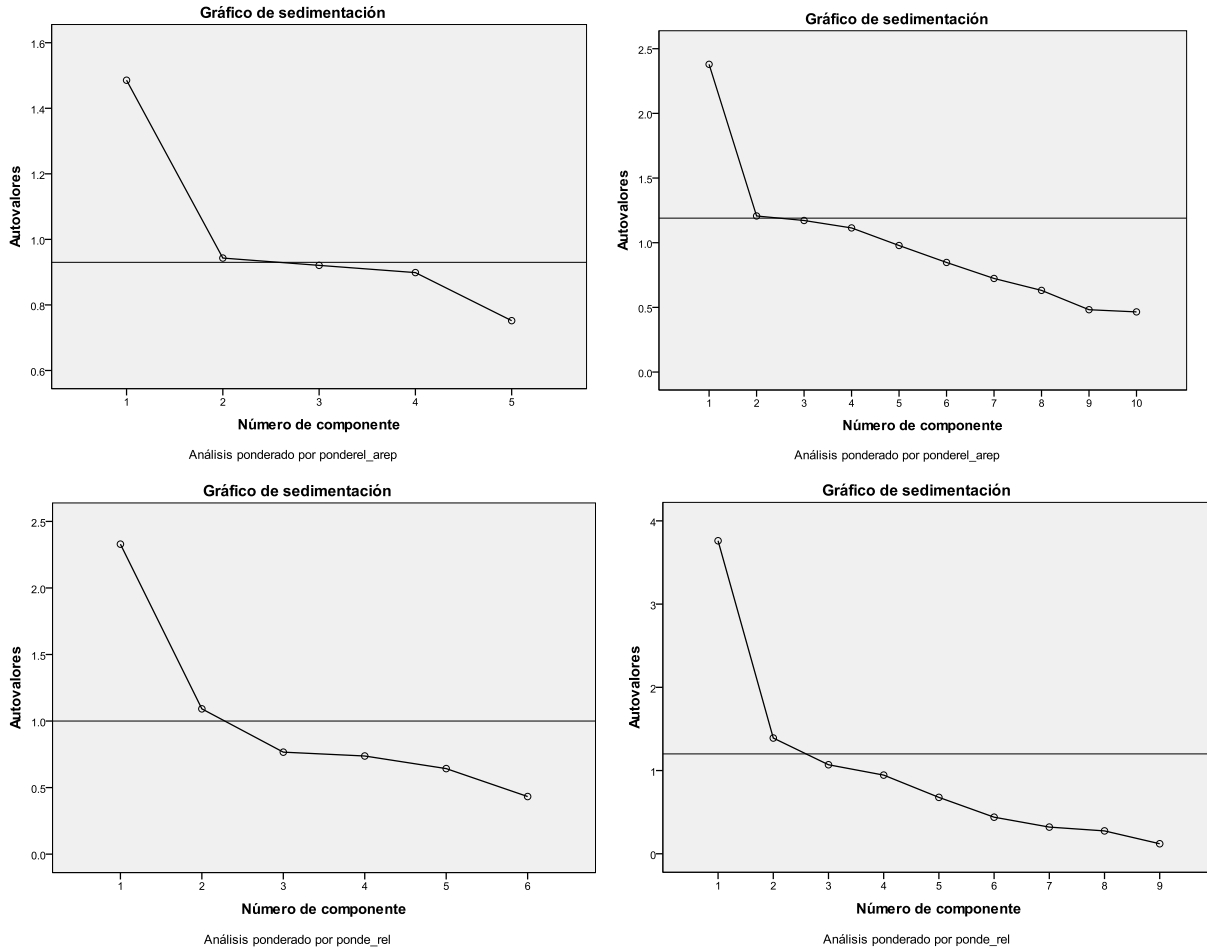 Gráfico de sedimentación
1.6
1.4
1.2
1.0
0.8
0.6
Autovalores
1 2 3 4 5
Número de componente
Análisis ponderado por ponderel_arep
Gráfico de sedimentación
2.5
2.0
1.5
1.0
0.5
0.0
Autovalores
1 2 3 4 5 6 7 8 9 10
Número de componente
Análisis ponderado por ponderel_arep
Gráfico de sedimentación
2.5
2.0
1.5
1.0
0.5
0.0
Autovalores
1 2 3 4 5 6
Número de componente
Análisis ponderado por ponde_rel
Gráfico de sedimentación
4
3
2
1
0
Autovalores
1 2 3 4 5 6 7 8 9
Número de componente
Análisis ponderado por ponde_rel